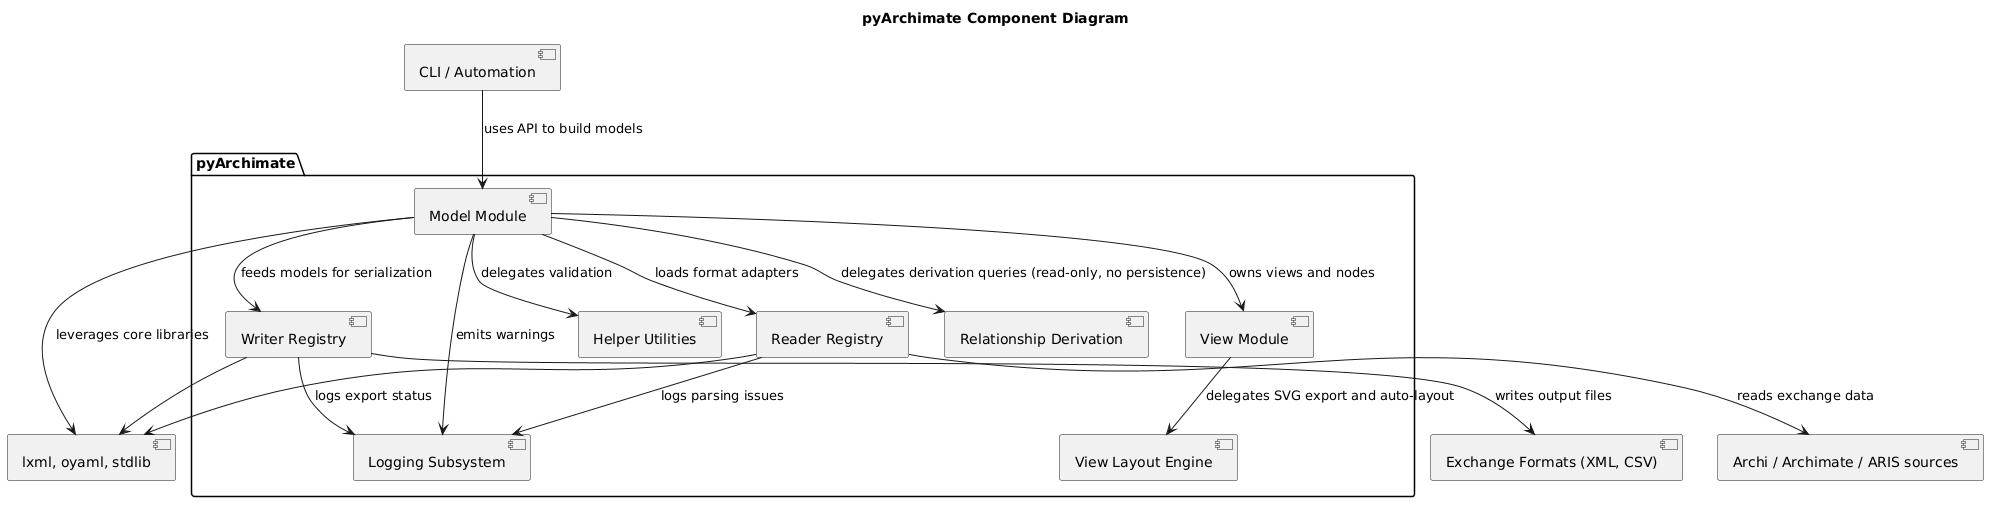 pyArchimate Component Diagram
CLI / Automation
uses API to build models
pyArchimate
Model Module
feeds models for serialization
delegates validation
loads format adapters
delegates derivation queries (read-only, no persistence)
owns views and nodes
leverages core libraries
emits warnings
Writer Registry
Helper Utilities
Reader Registry
Relationship Derivation
View Module
logs export status
logs parsing issues
delegates SVG export and auto-layout
writes output files
reads exchange data
lxml, oyaml, stdlib
Logging Subsystem
View Layout Engine
Exchange Formats (XML, CSV)
Archi / Archimate / ARIS sources